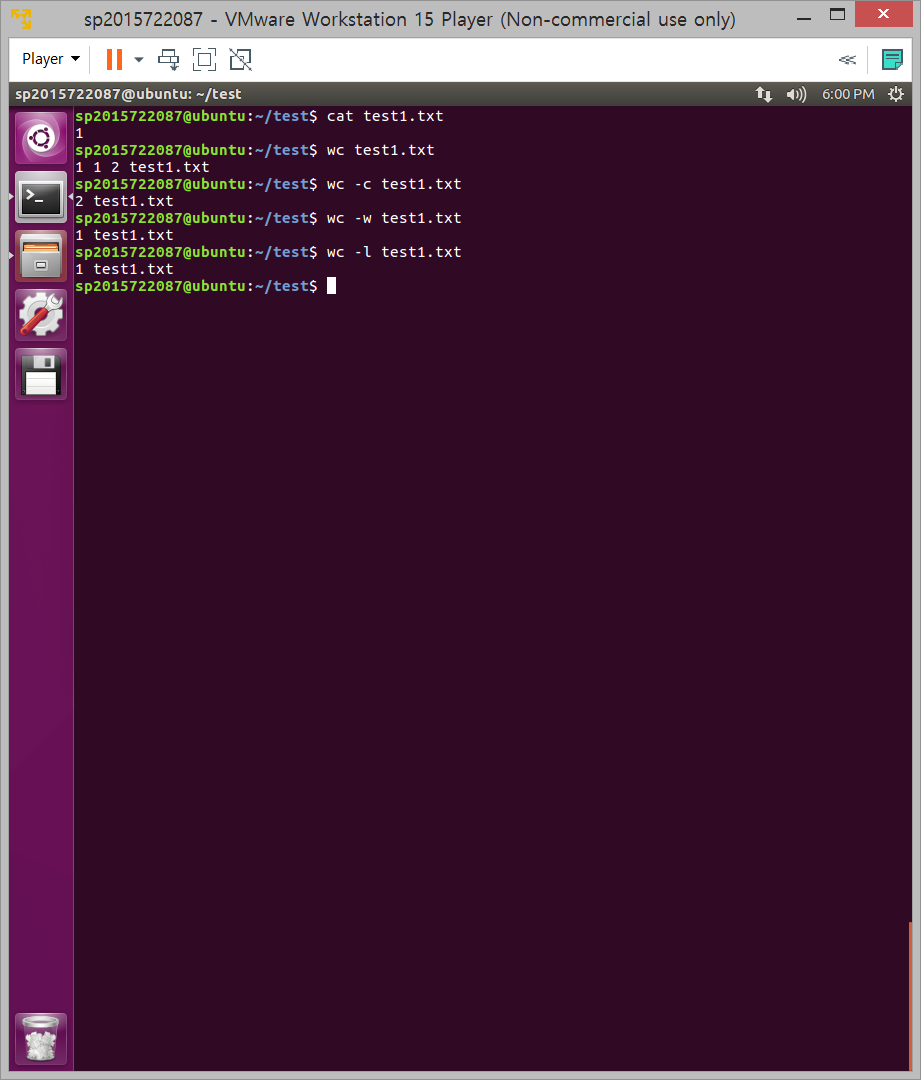 sp2015722087 - VMware Workstation 15 Player (Non-commercial use only)
Player
sp2015722087@ubuntu: ~/test
6:00 PM
sp2015722087@ubuntu:~/test$ cat test1.txt
1
sp2015722087@ubuntu:~/test$ wc test1.txt
1 1 2 test1.txt
sp2015722087@ubuntu:~/test$ wc -c test1.txt
2 test1.txt
sp2015722087@ubuntu:~/test$ wc -w test1.txt
1 test1.txt
sp2015722087@ubuntu:~/test$ wc -l test1.txt
1 test1.txt
sp2015722087@ubuntu:~/test$